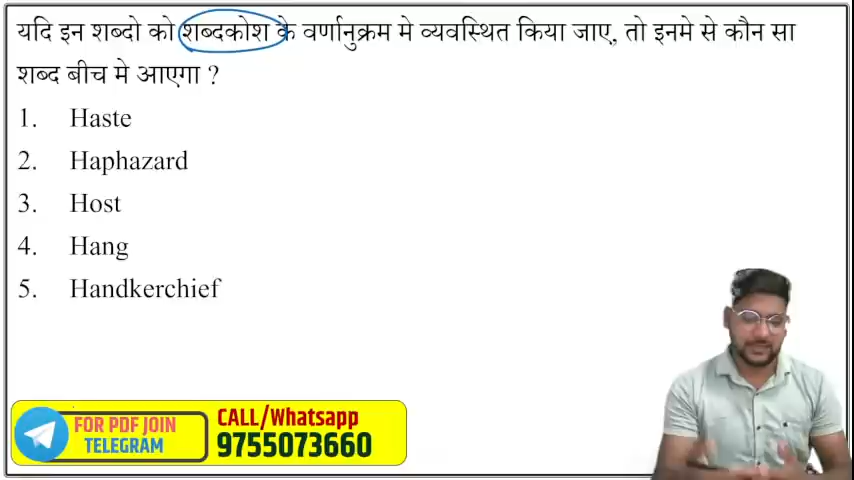 यदि इन शब्दो को शब्दकोश के वर्णानुक्रम मे व्यवस्थित किया जाए, तो इनमे से कौन सा
शब्द बीच मे आएगा ?
1. Haste
2. Haphazard
3. Host
4. Hang
5. Handkerchief
FOR PDF JOIN
TELEGRAM
CALL/Whatsapp
9755073660